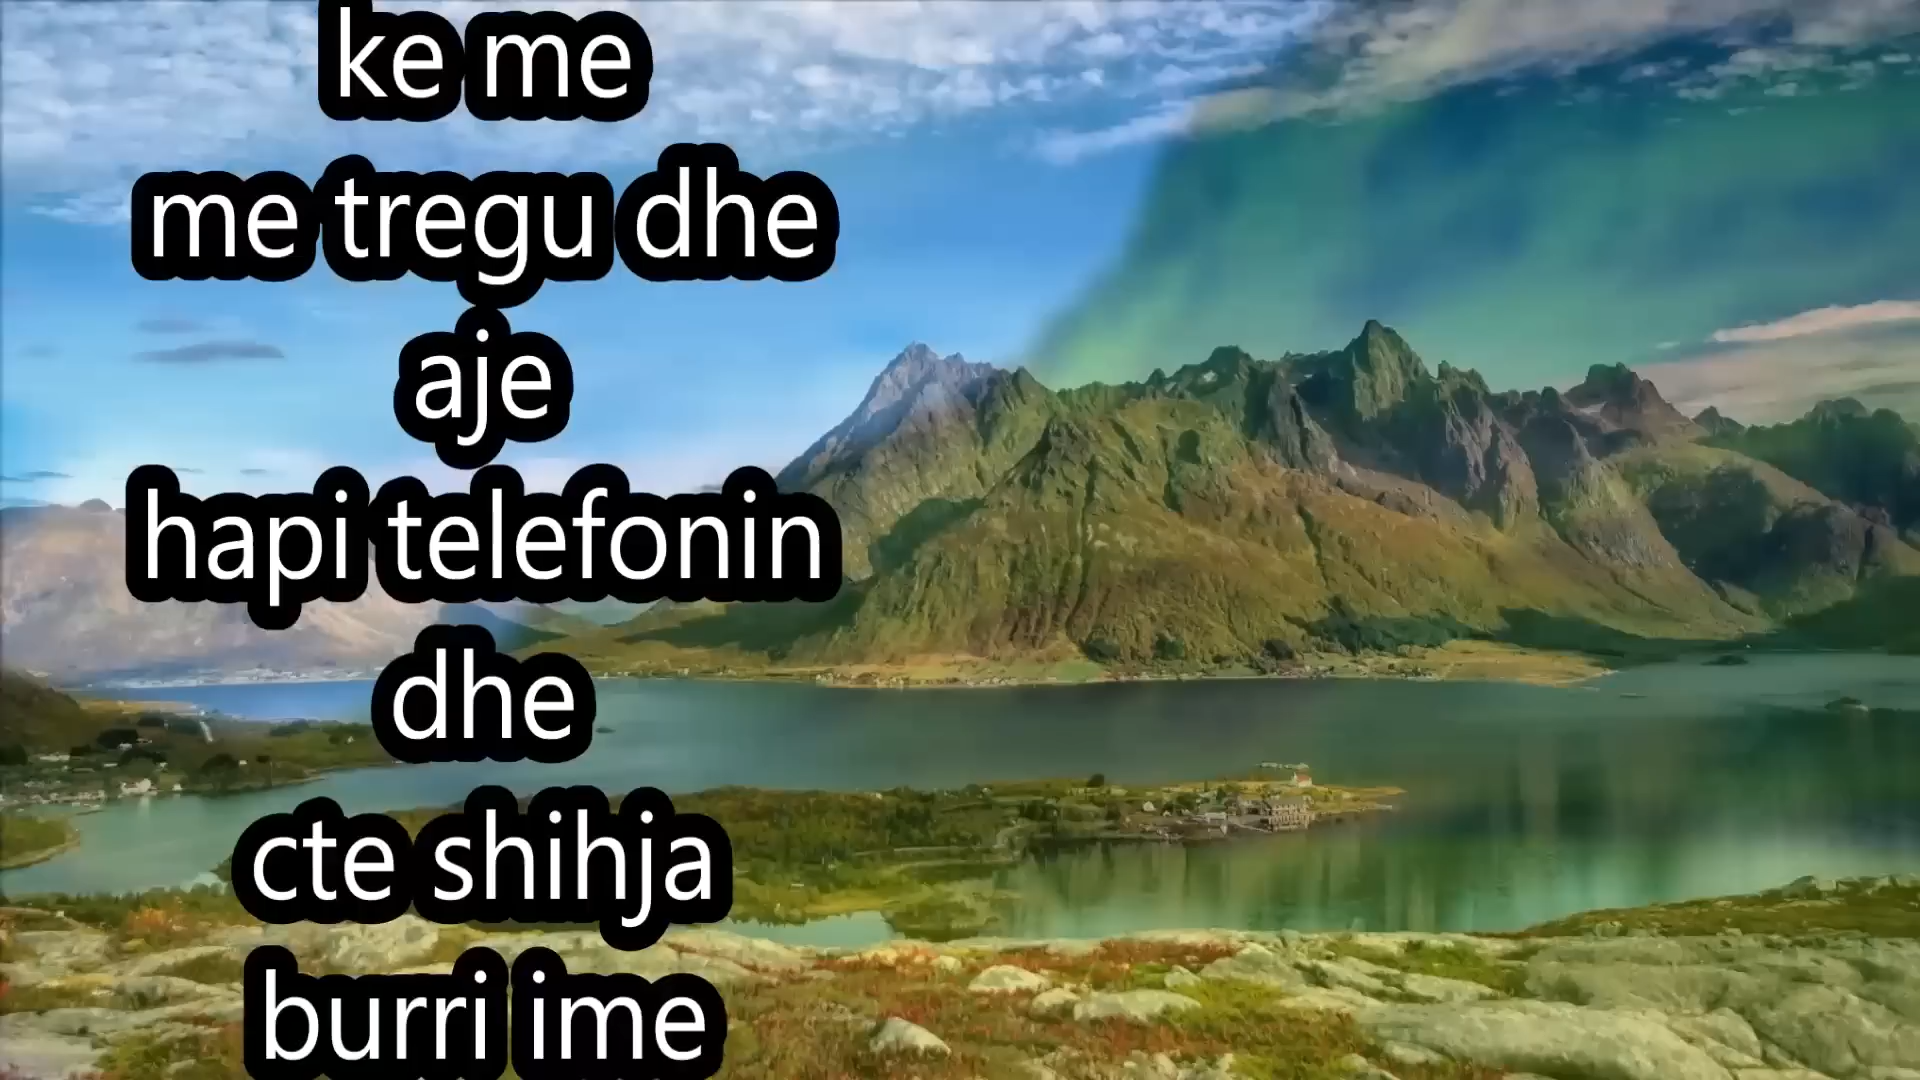 ke me
me tregu dhe
aje
hapi telefonin
dhe
cte shihja
burri ime